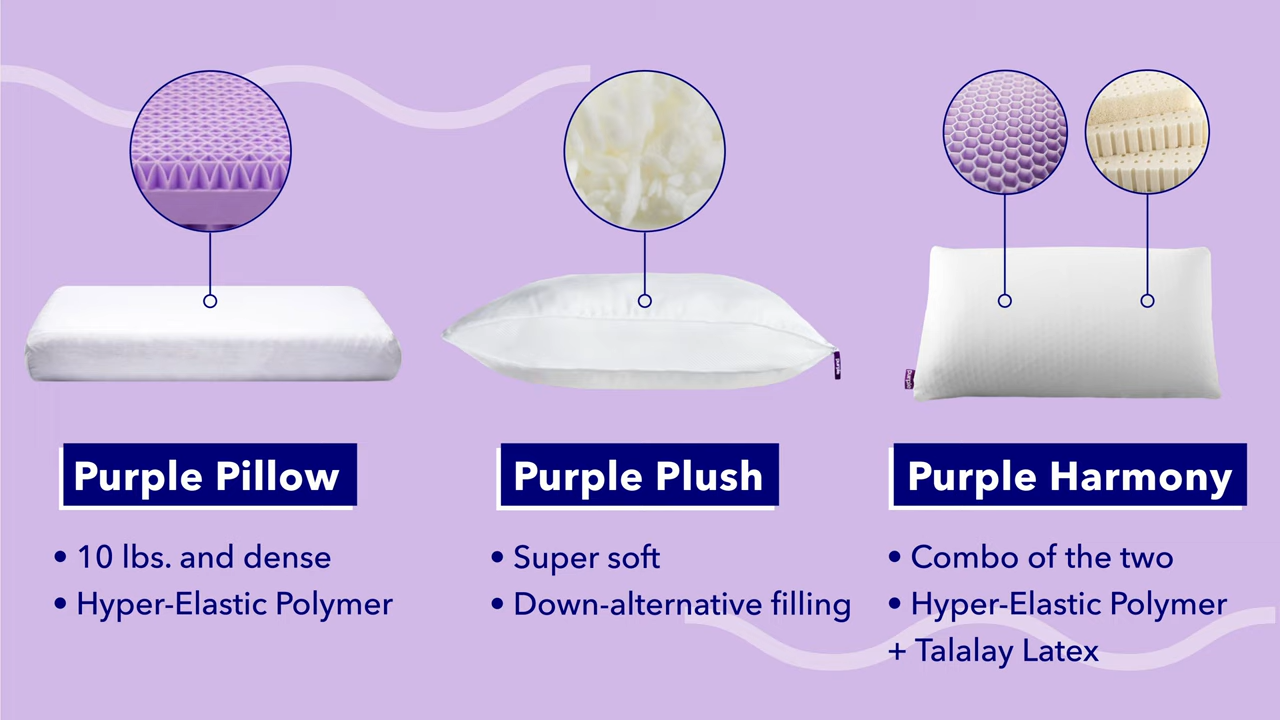 Purple Pillow
• 10 lbs. and dense
• Hyper-Elastic Polymer
Purple Plush
• Super soft
• Down-alternative filling
Purple Harmony
• Combo of the two
• Hyper-Elastic Polymer
+ Talalay Latex